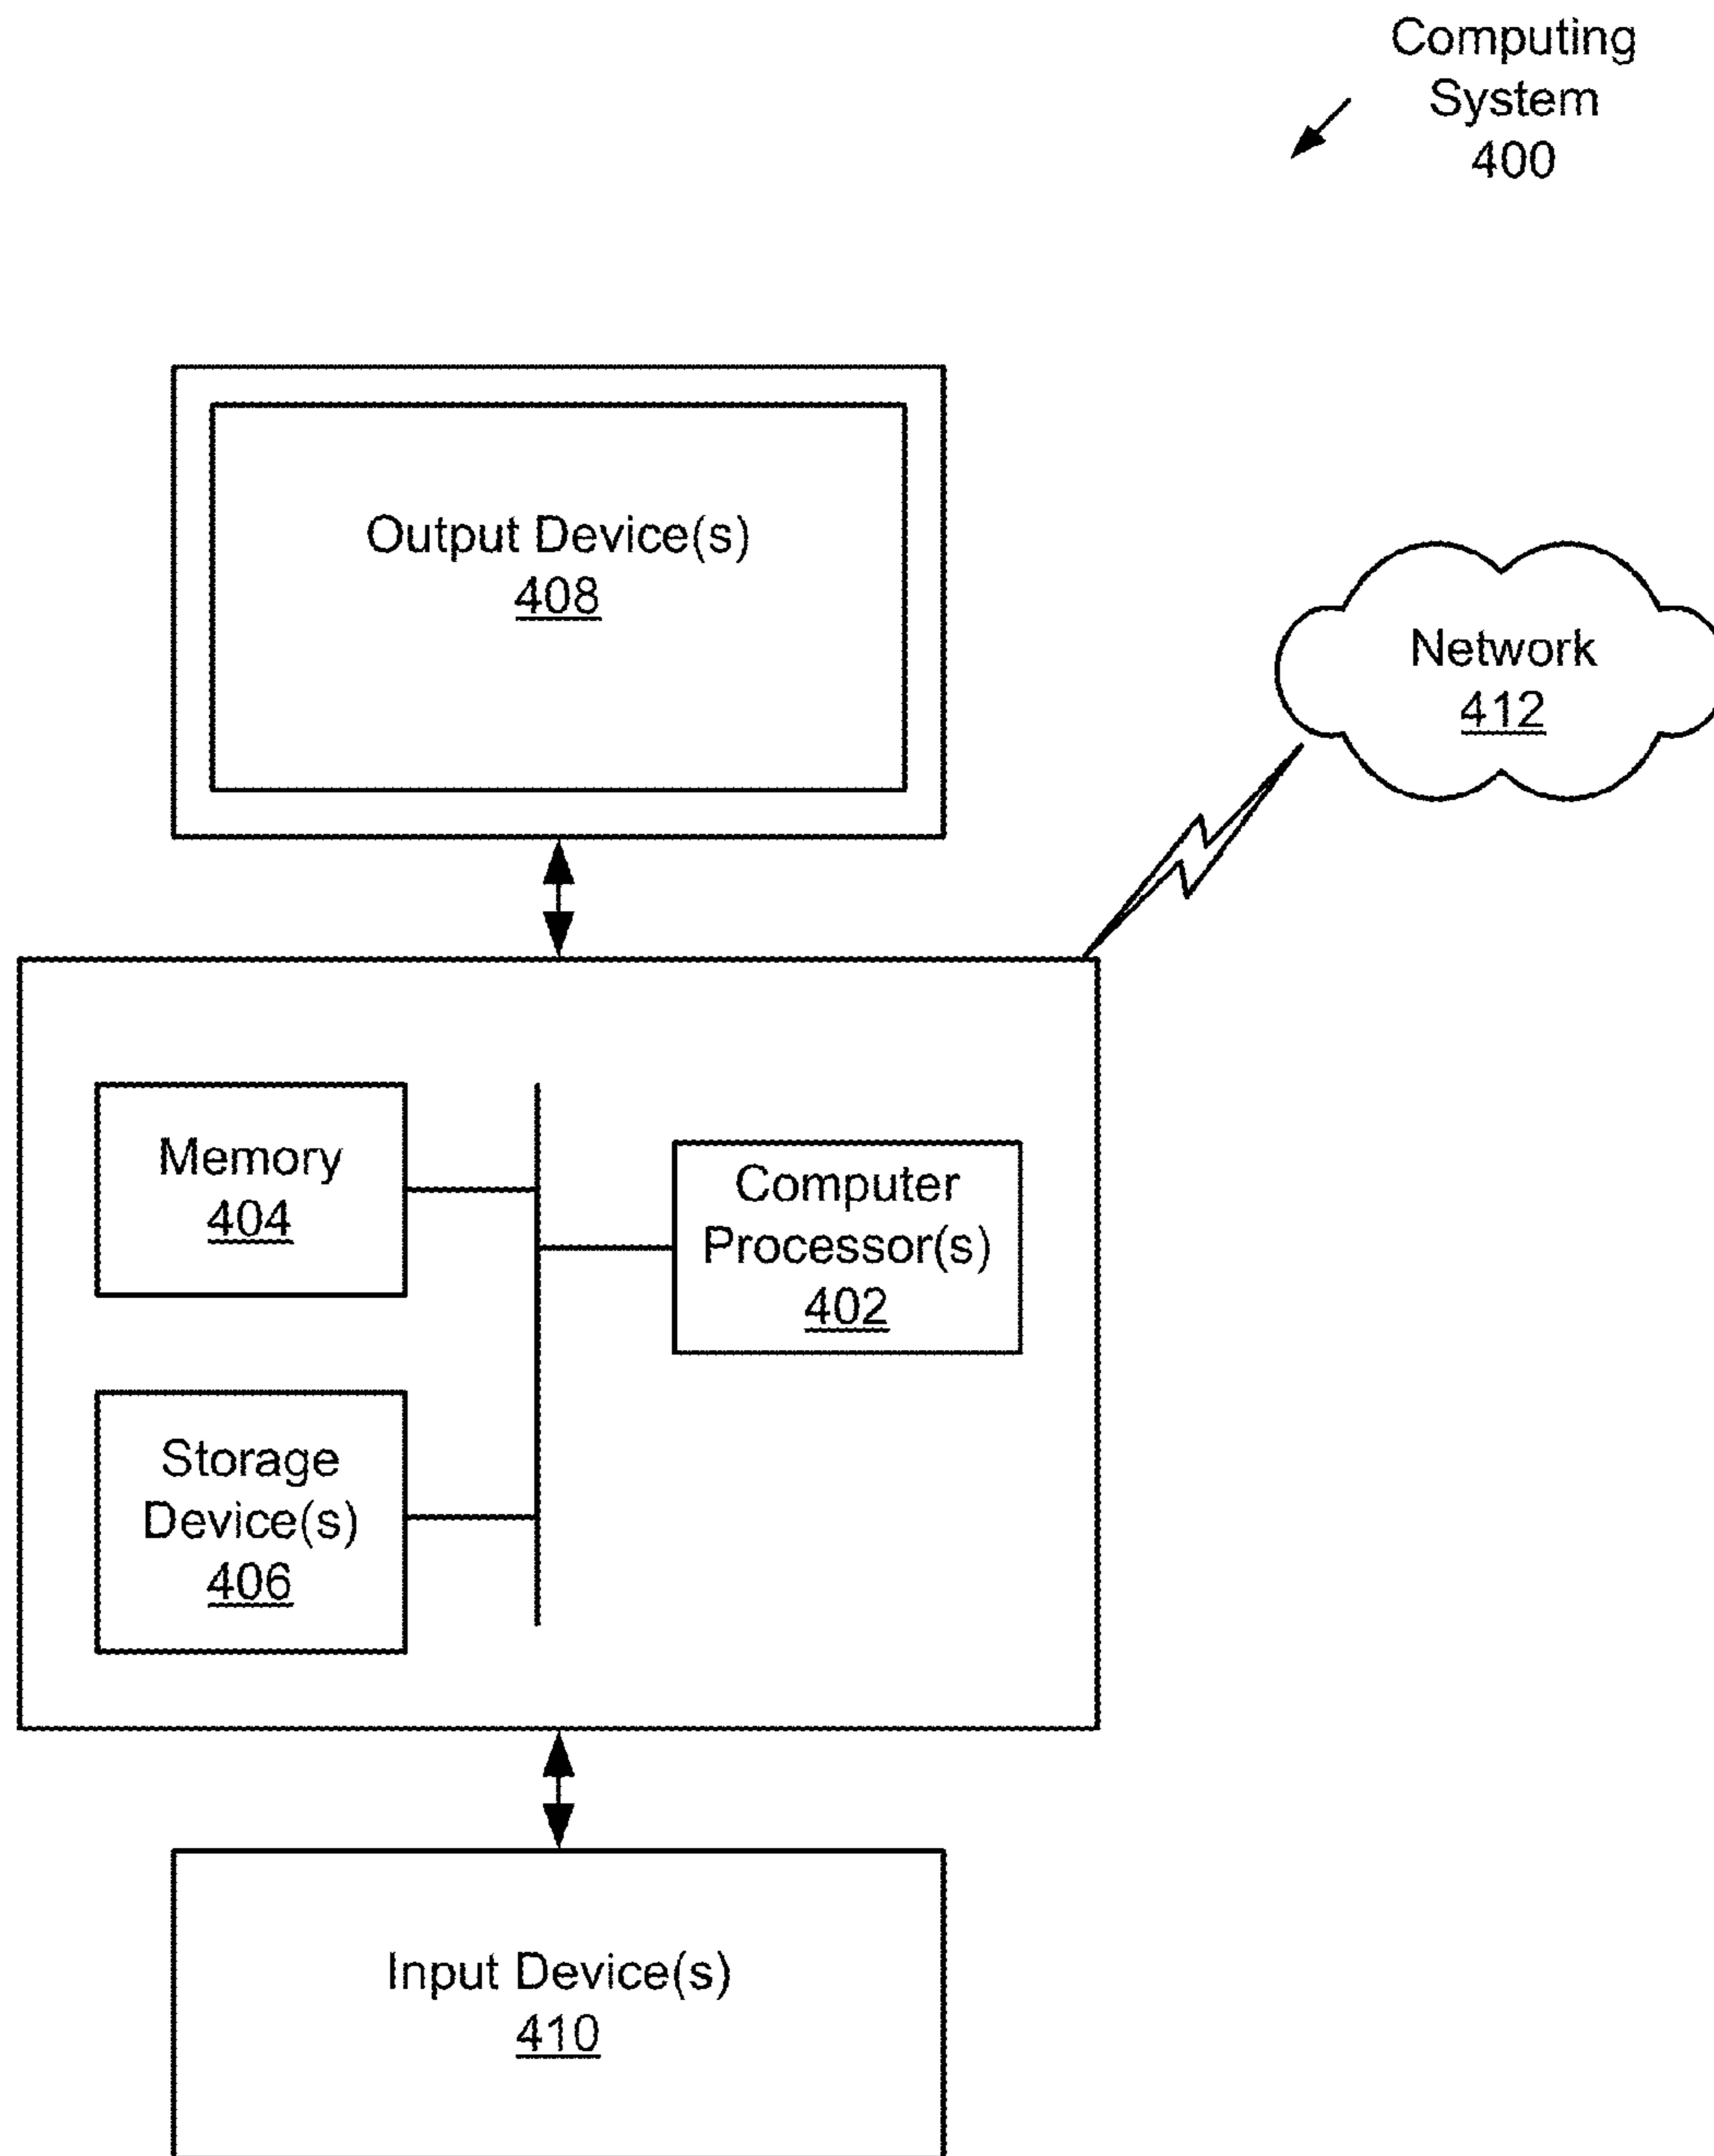 Computing
System
400
Output Device(s)
408
Network
412
Memory
404
Computer
Processor(s)
402
Storage
Device(s)
406
Input Device(s)
410